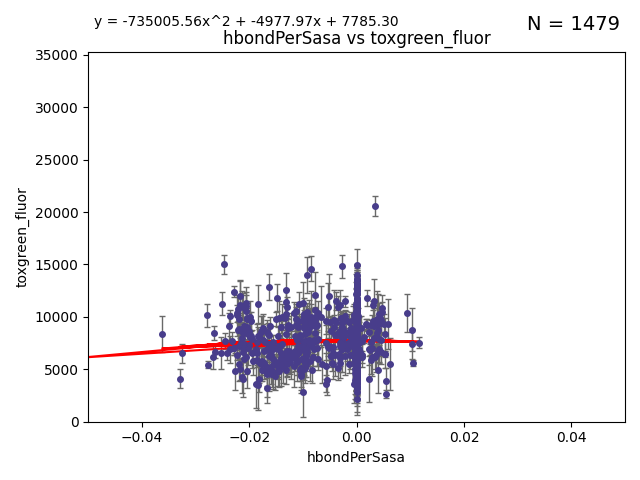 y = -735005.56x^2 + -4977.97x + 7785.30
N = 1479
hbondPerSasa vs toxgreen_fluor
35000
30000
25000
20000
15000
10000
5000
0
toxgreen_fluor
−0.04
−0.02
0.00
0.02
0.04
hbondPerSasa